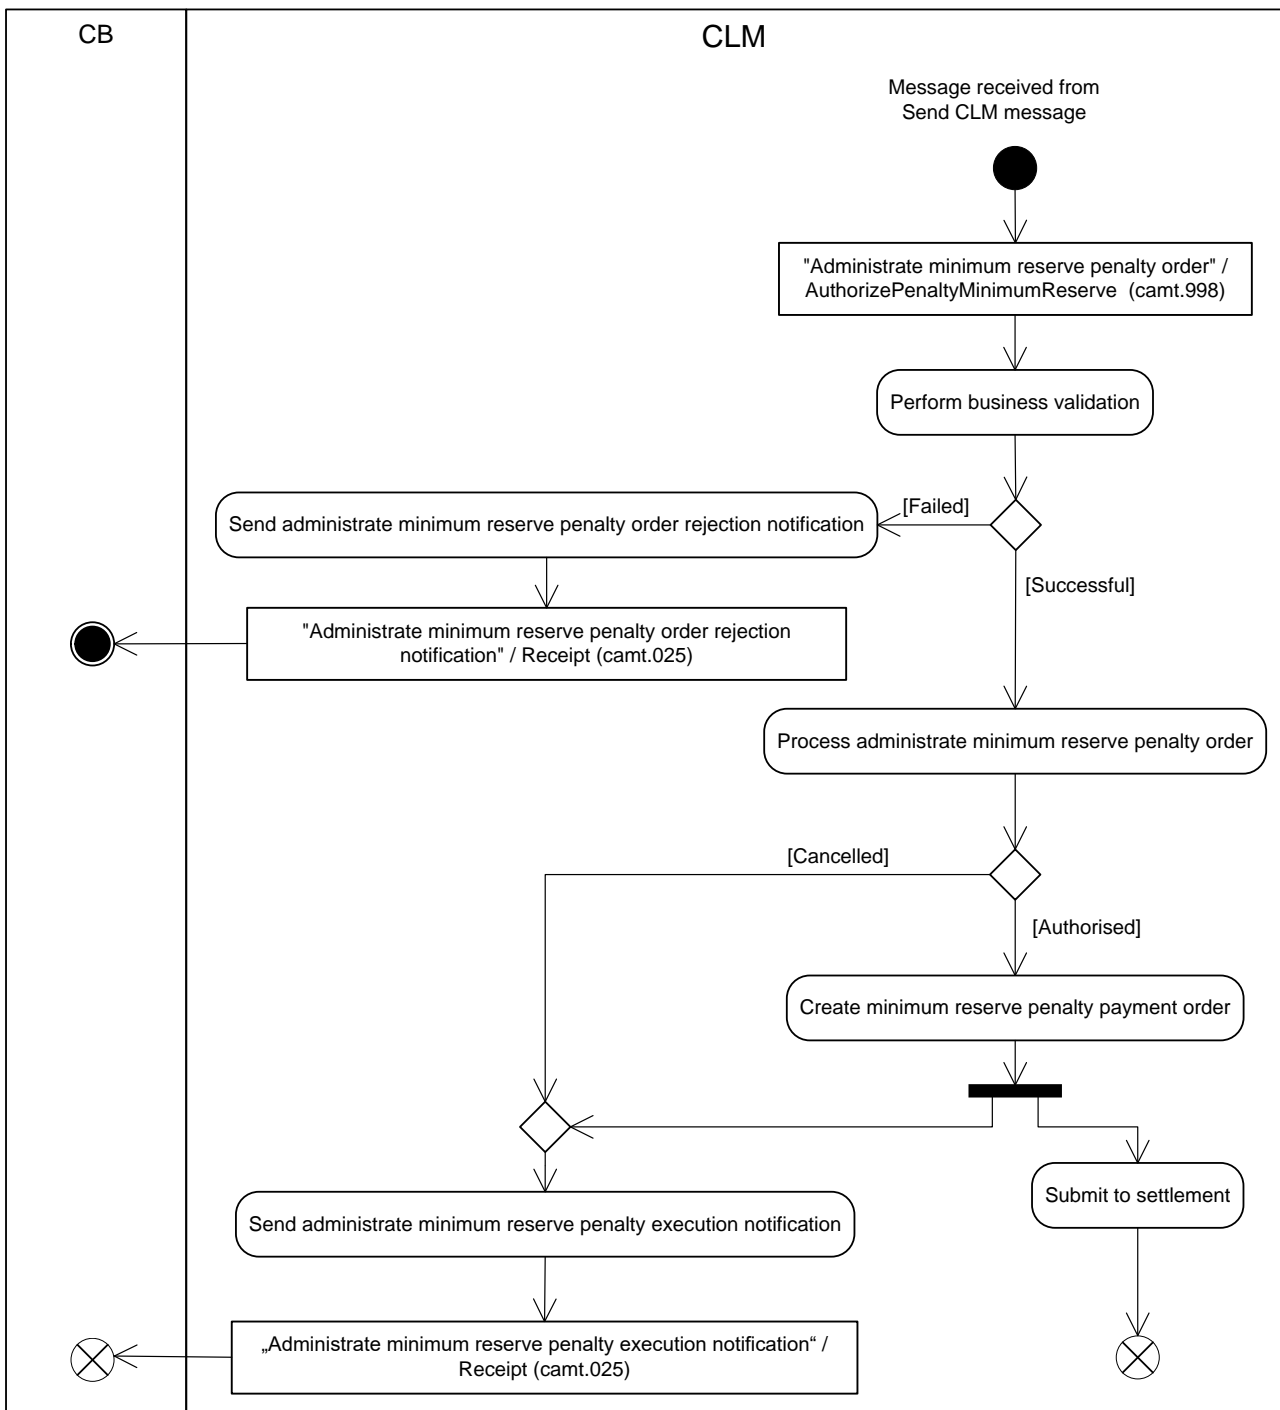 CB
CLM
Message received from
Send CLM message
"Administrate minimum reserve penalty order" /
AuthorizePenaltyMinimumReserve (camt.998)
Perform business validation
[Failed]
Send administrate minimum reserve penalty order rejection notification
[Successful]
"Administrate minimum reserve penalty order rejection
notification" / Receipt (camt.025)
Process administrate minimum reserve penalty order
[Cancelled]
[Authorised]
Create minimum reserve penalty payment order
Submit to settlement
Send administrate minimum reserve penalty execution notification
„Administrate minimum reserve penalty execution notification“ /
Receipt (camt.025)